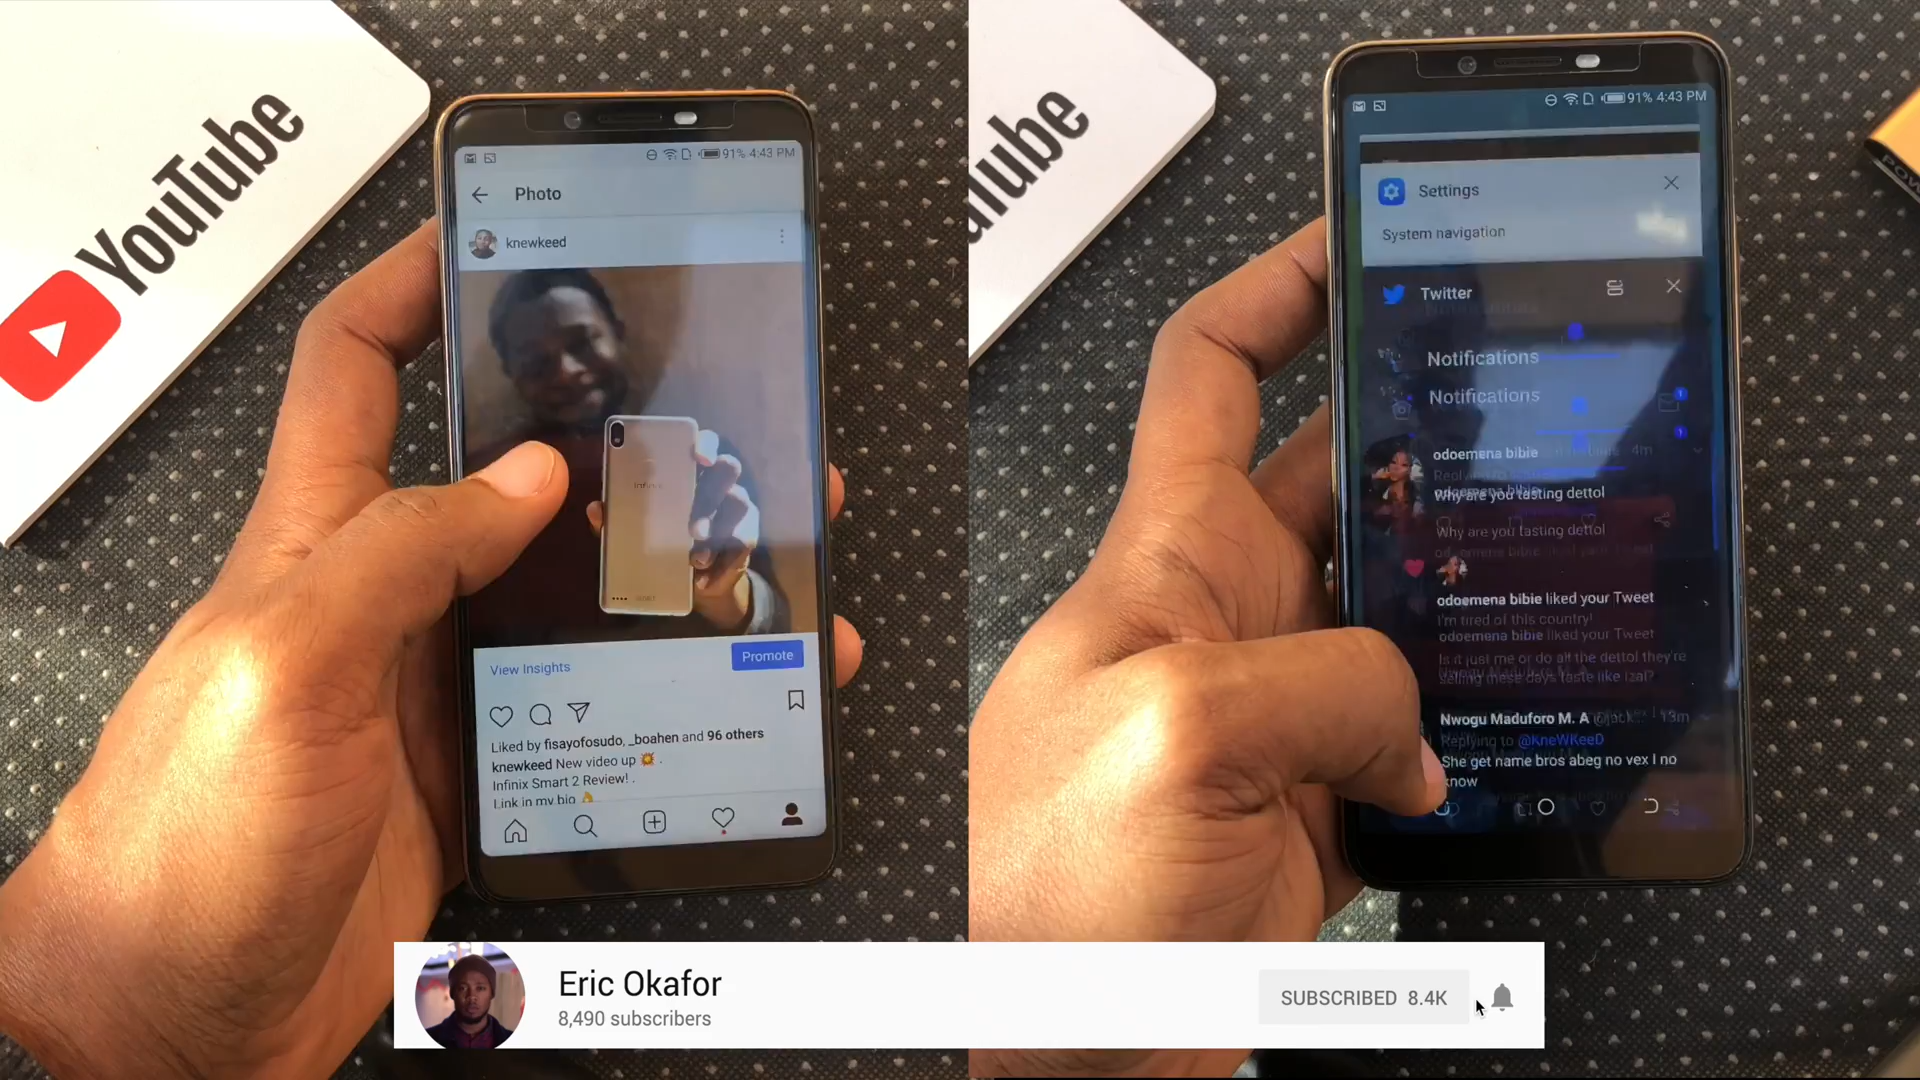 YouTube
91% 4:43 PM
Photo
knewkeed
infinix
View Insights
Promote
Liked by fisayofosudo, _boahen and 96 others
knewkeed New video up 💥 .
Infinix Smart 2 Review! .
Link in my bio 🔥
91% 4:43 PM
Settings
System navigation
Twitter
Notifications
Notifications
odoemena bibie
4m
Why are you tasting dettol
Why are you tasting dettol
odoemena bibie liked your Tweet
I'm tired of this country!
odoemena bibie liked your Tweet
Is it just me or do all the dettol they're
selling these days taste like Izal?
Nwogu Maduforo M. A @jack... 13m
Replying to @KneWKeeD
She get name bros abeg no vex I no
know
Eric Okafor
8,490 subscribers
SUBSCRIBED 8.4K